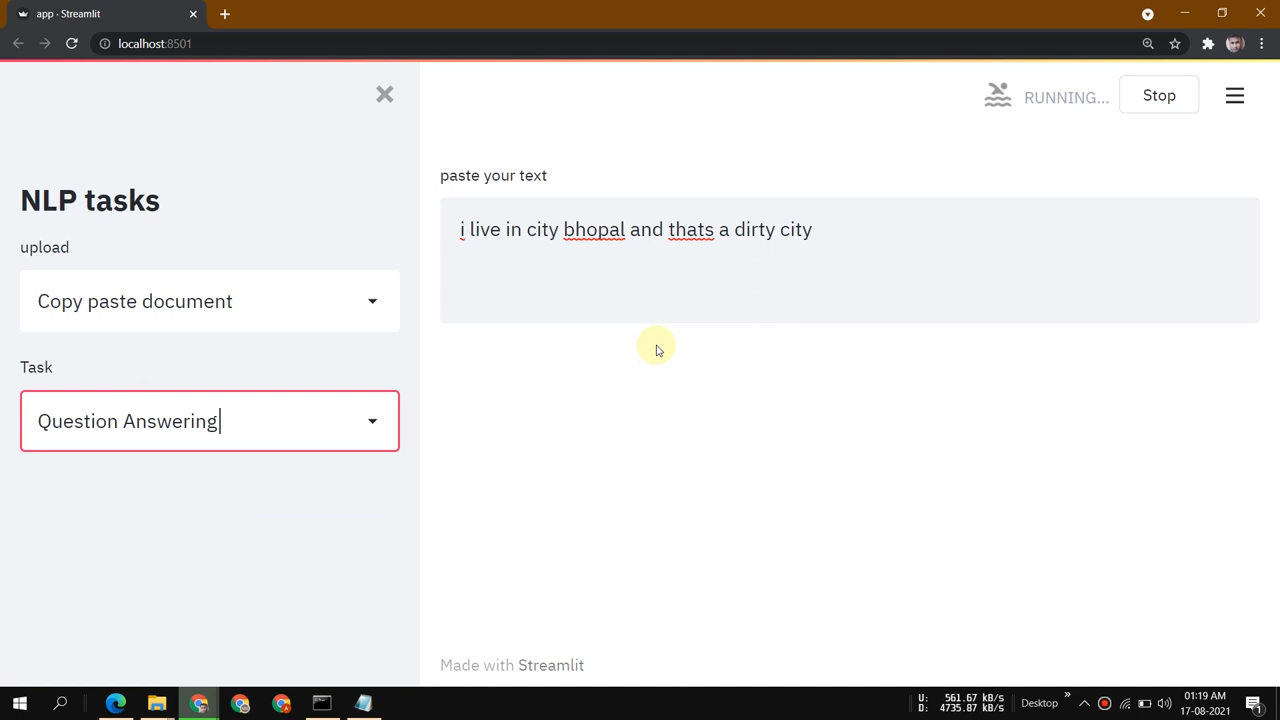 app · Streamlit
localhost:8501
RUNNING...
Stop
NLP tasks
upload
Copy paste document
Task
Question Answering
paste your text
i live in city bhopal and thats a dirty city
Made with Streamlit
U: 561.67 kB/s
D: 4735.87 kB/s
Desktop
01:19 AM
17-08-2021
1